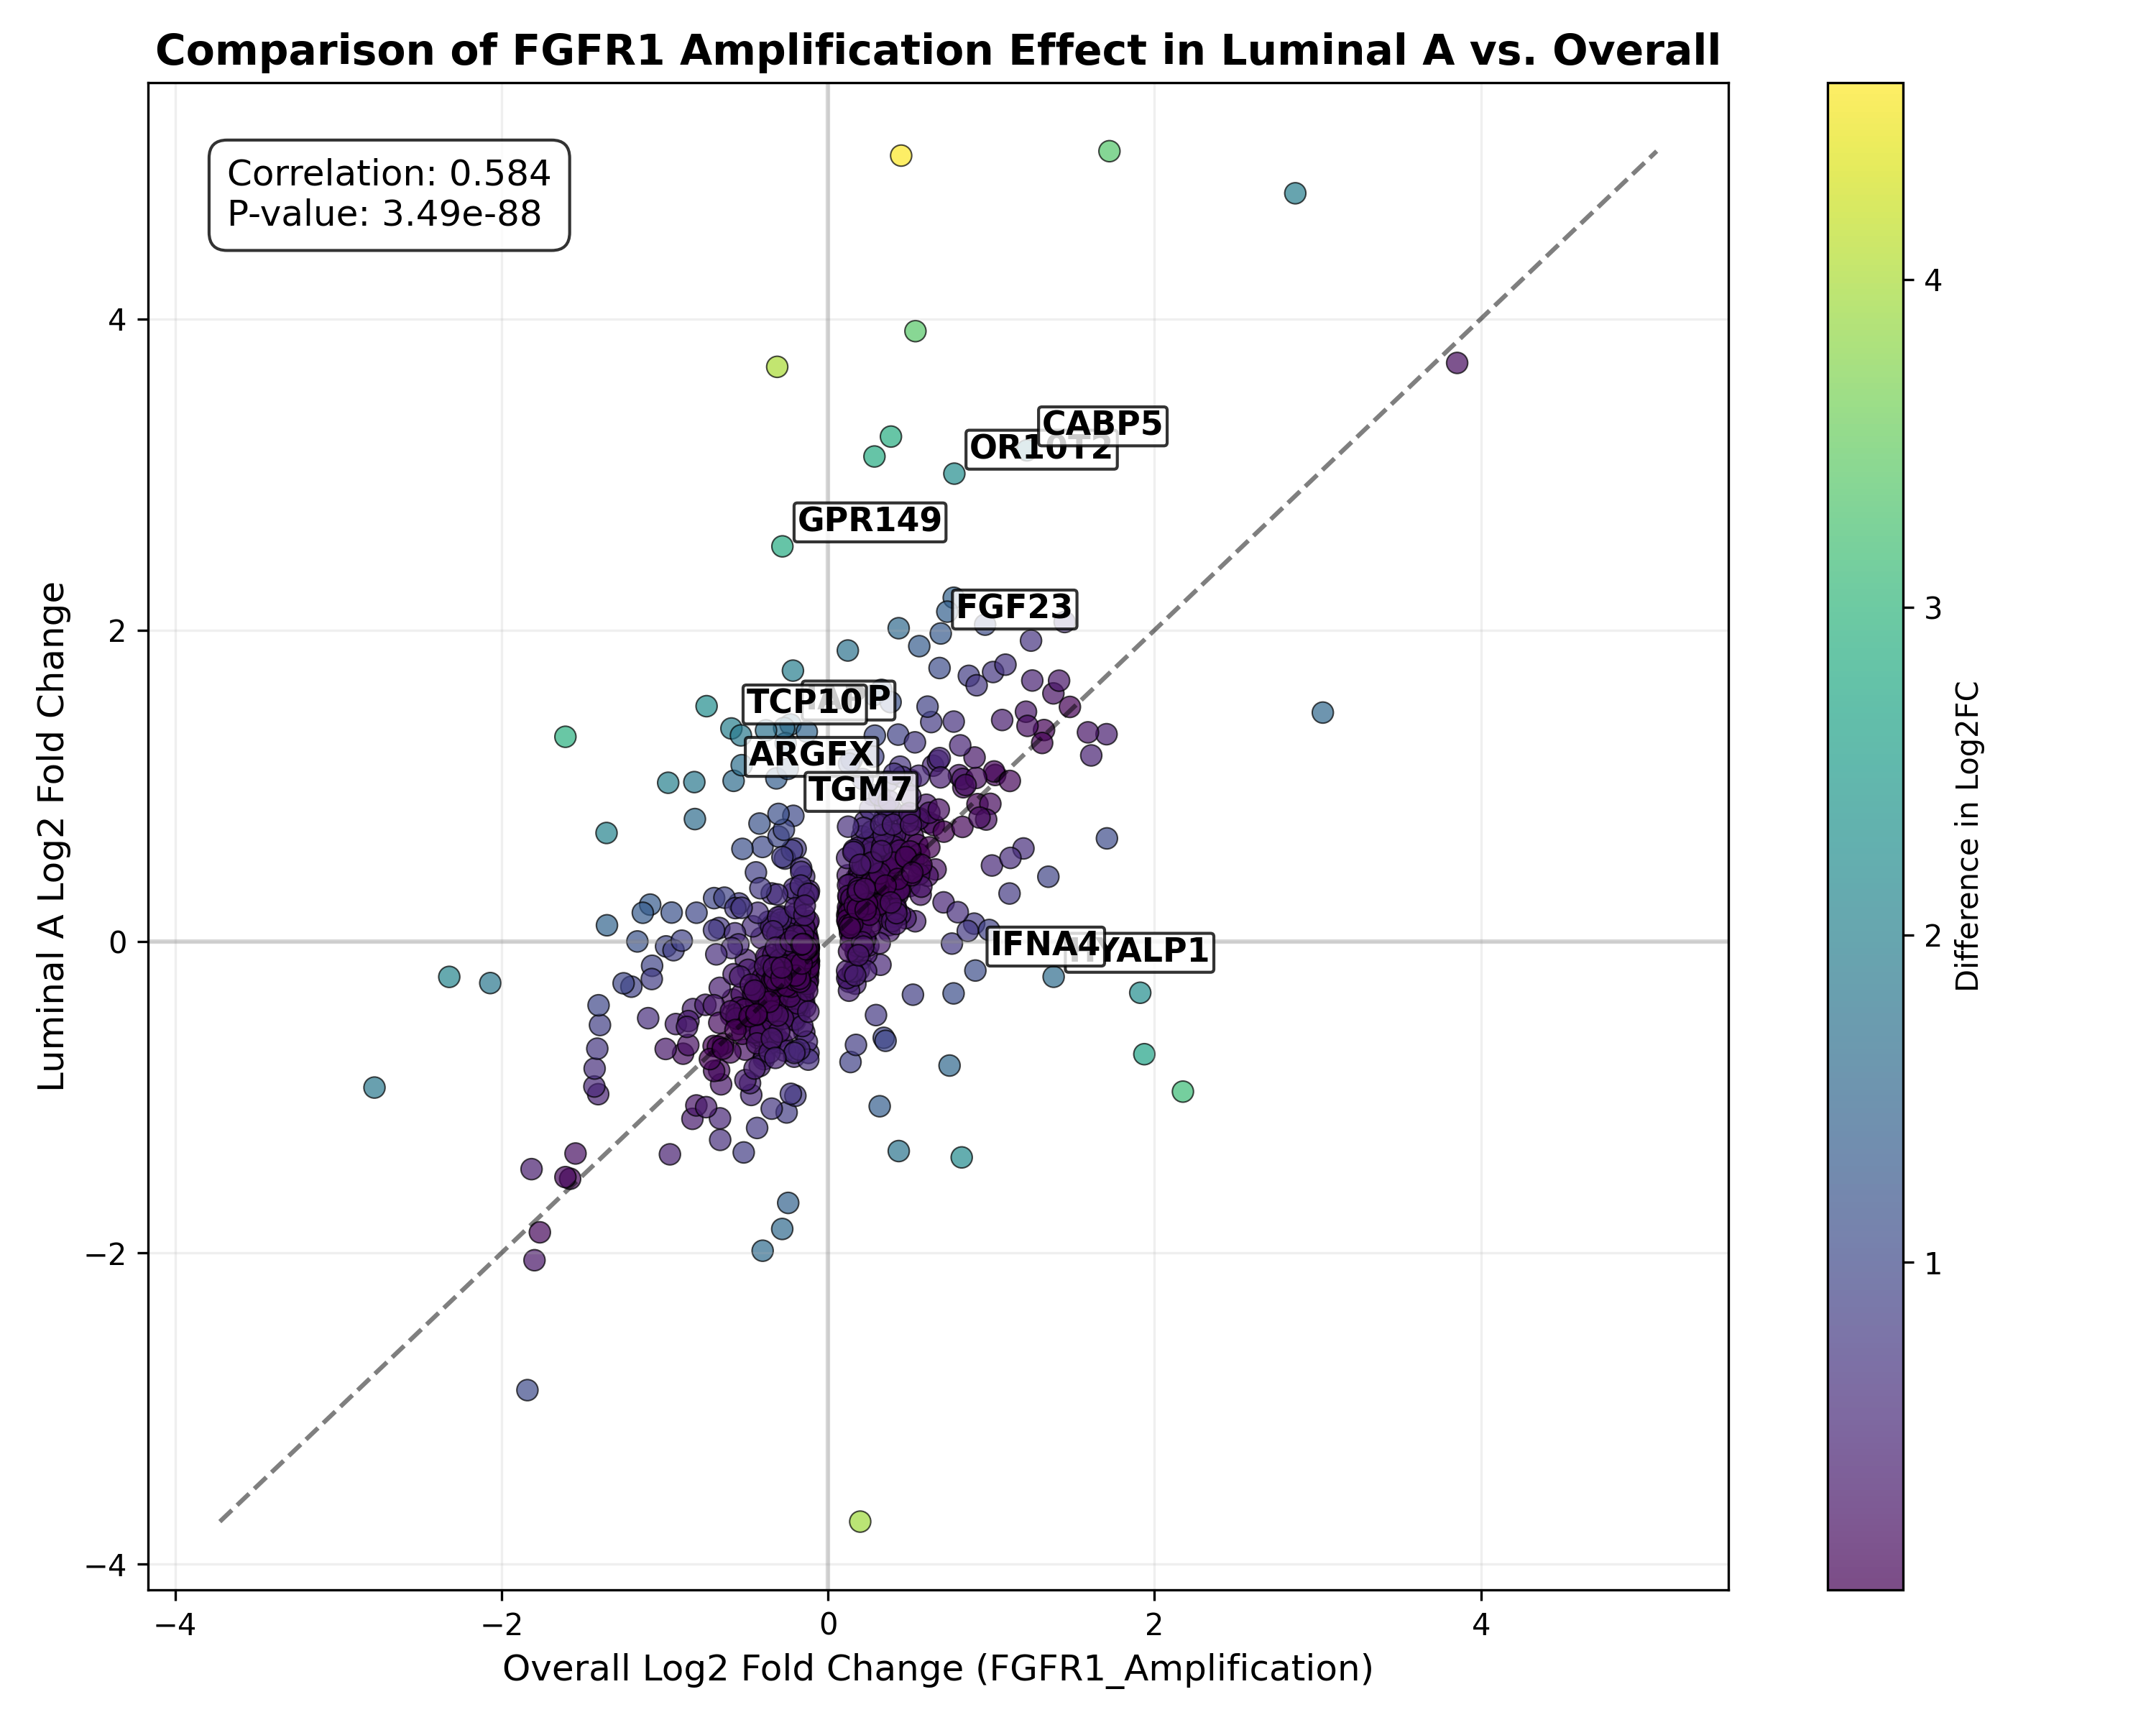 Comparison of FGFR1 Amplification Effect in Luminal A vs. Overall
Correlation: 0.584
P-value: 3.49e-88
CABP5
OR10T2
GPR149
FGF23
TCP10
ARGFX
TGM7
IFNA4
4
2
0
−2
−4
Luminal A Log2 Fold Change
−4
−2
0
2
4
Overall Log2 Fold Change (FGFR1_Amplification)
4
3
2
1
Difference in Log2FC